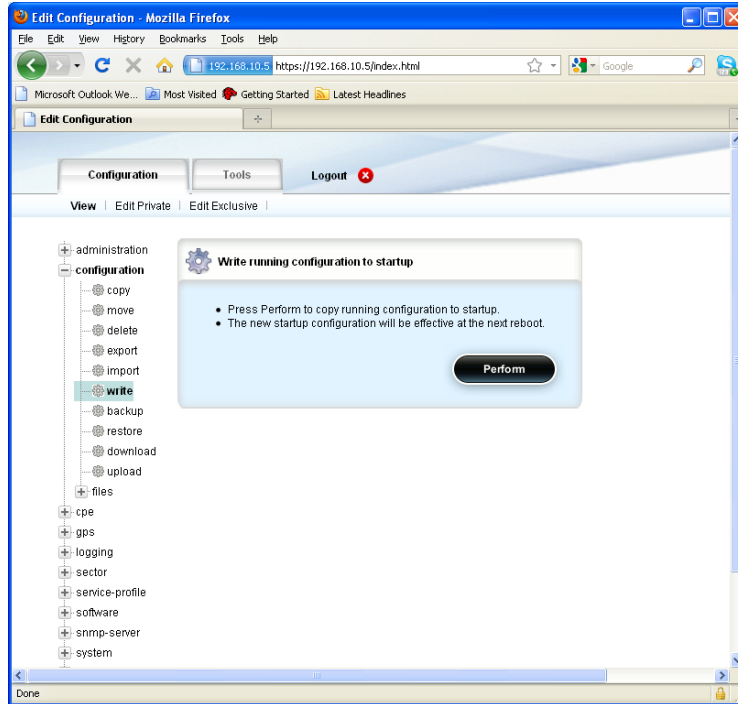 Edit Configuration - Mozilla Firefox
File Edit View History Bookmarks Tools Help
192.168.10.5 https://192.168.10.5/index.html Google
Microsoft Outlook We... Most Visited Getting Started Latest Headlines
Edit Configuration
Configuration Tools Logout
View Edit Private Edit Exclusive
administration
configuration
copy
move
delete
export
import
write
backup
restore
download
upload
files
cpe
gps
logging
sector
service-profile
software
snmp-server
system
Write running configuration to startup
Press Perform to copy running configuration to startup.
The new startup configuration will be effective at the next reboot.
Perform
Done